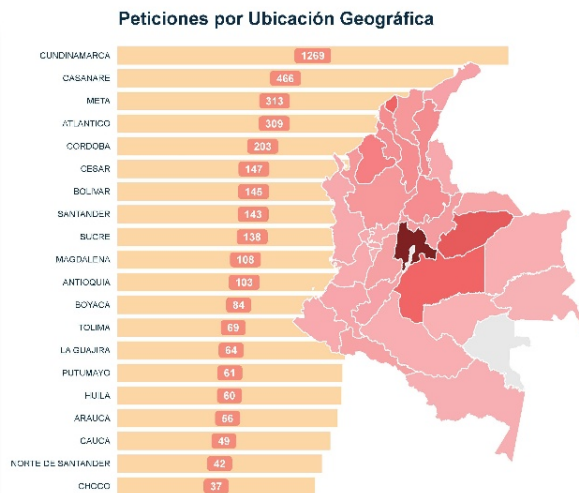 Peticiones por Ubicación Geográfica
CUNDINAMARCA 1269
CASANARE 466
META 313
ATLANTICO 309
CORDOBA 203
CESAR 147
BOLIVAR 145
SANTANDER 143
SUCRE 138
MAGDALENA 108
ANTIOQUIA 103
BOYACA 84
TOLIMA 69
LA GUAJIRA 64
PUTUMAYO 61
HUILA 60
ARAUCA 56
CAUCA 49
NORTE DE SANTANDER 42
CHOCO 37